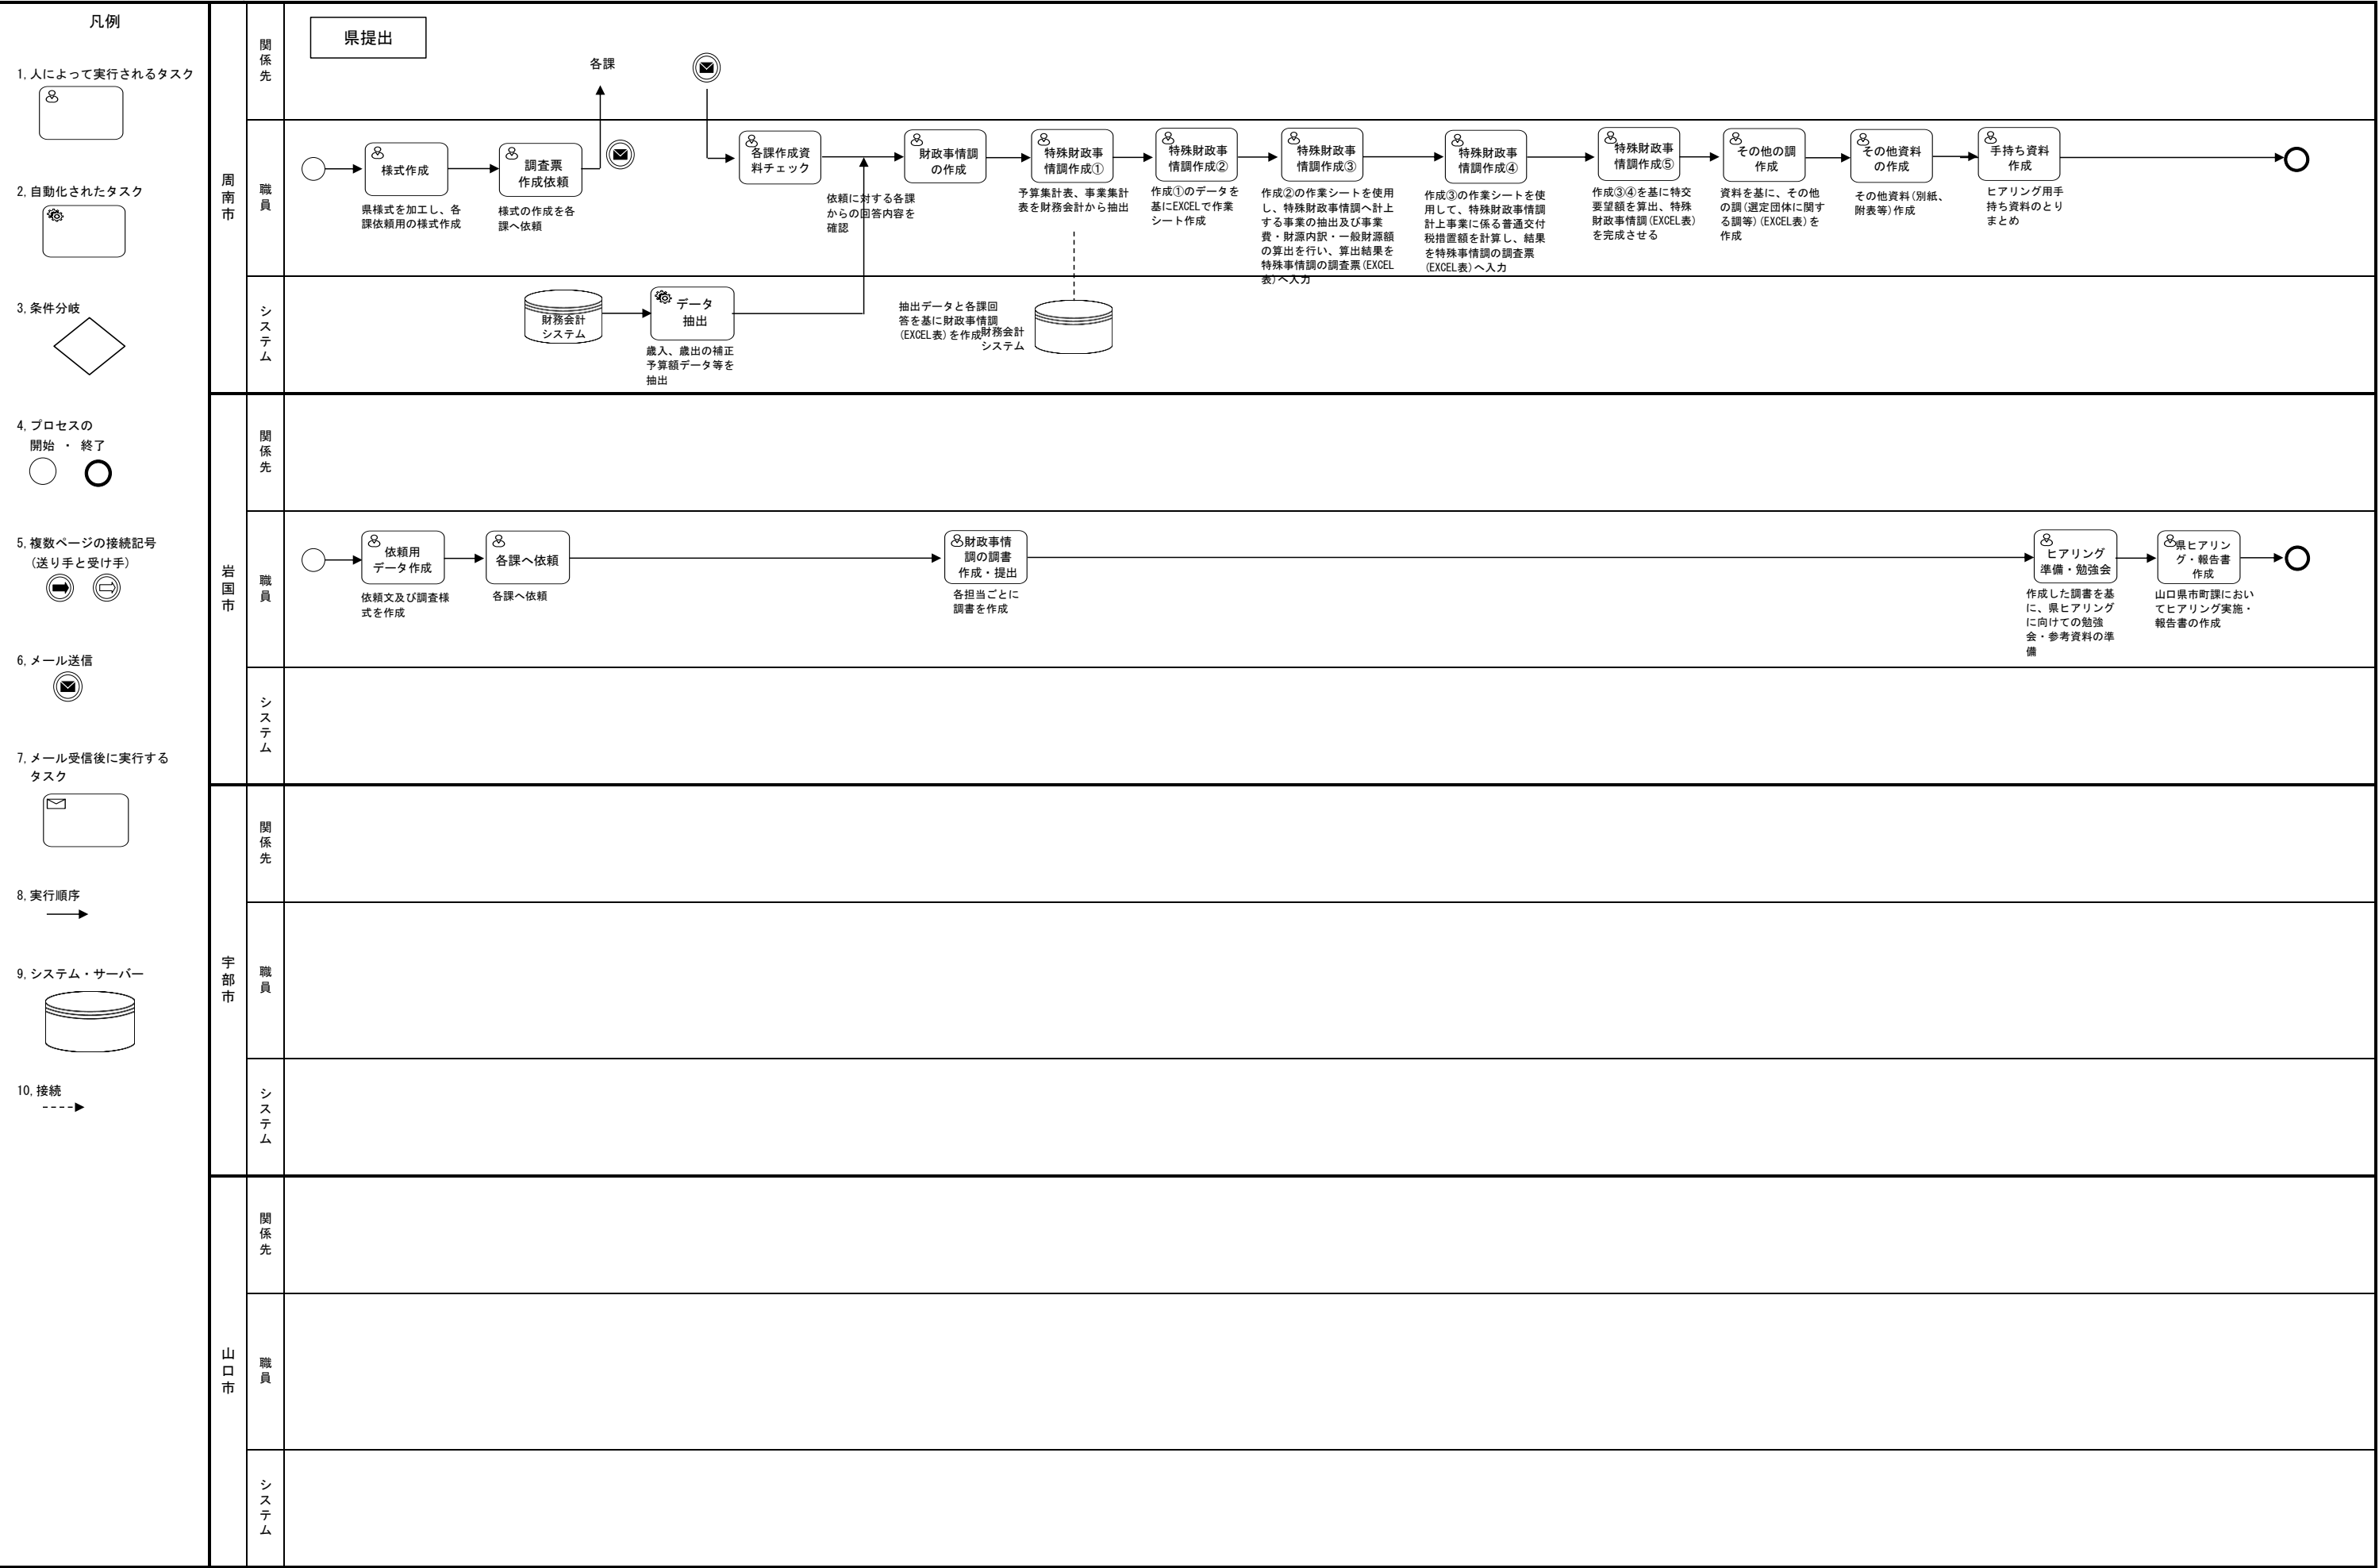 凡例
1,人によって実行されるタスク
2,自動化されたタスク
3,条件分岐
4,プロセスの
開始 ・ 終了
5,複数ページの接続記号
(送り手と受け手)
6,メール送信
7,メール受信後に実行する
タスク
8,実行順序
9,システム・サーバー
10,接続
周南市
関係先
県提出
各課
職員
様式作成
県様式を加工し、各
課依頼用の様式作成
調査票
作成依頼
様式の作成を各
課へ依頼
各課作成資
料チェック
依頼に対する各課
からの回答内容を
確認
財政事情調
の作成
特殊財政事
情調作成①
予算集計表、事業集計
表を財務会計から抽出
特殊財政事
情調作成②
作成①のデータを
基にEXCELで作業
シート作成
特殊財政事
情調作成③
作成②の作業シートを使用
し、特殊財政事情調へ計上
する事業の抽出及び事業
費・財源内訳・一般財源額
の算出を行い、算出結果を
特殊事情調の調査票(EXCEL
表)へ入力
特殊財政事
情調作成④
作成③の作業シートを使
用して、特殊財政事情調
計上事業に係る普通交付
税措置額を計算し、結果
を特殊事情調の調査票
(EXCEL表)へ入力
特殊財政事
情調作成⑤
作成③④を基に特交
要望額を算出、特殊
財政事情調(EXCEL表)
を完成させる
その他の調
作成
資料を基に、その他
の調(選定団体に関す
る調等)(EXCEL表)を
作成
その他資料
の作成
その他資料(別紙、
附表等)作成
手持ち資料
作成
ヒアリング用手
持ち資料のとり
まとめ
システム
財務会計
システム
データ
抽出
歳入、歳出の補正
予算額データ等を
抽出
抽出データと各課回
答を基に財政事情調
(EXCEL表)を作成
財務会計
システム
岩国市
関係先
職員
依頼用
データ作成
依頼文及び調査様
式を作成
各課へ依頼
各課へ依頼
財政事情
調の調書
作成・提出
各担当ごとに
調書を作成
ヒアリング
準備・勉強会
作成した調書を基
に、県ヒアリング
に向けての勉強
会・参考資料の準
備
県ヒアリン
グ・報告書
作成
山口県市町課におい
てヒアリング実施・
報告書の作成
システム
宇部市
関係先
職員
システム
山口市
関係先
職員
システム